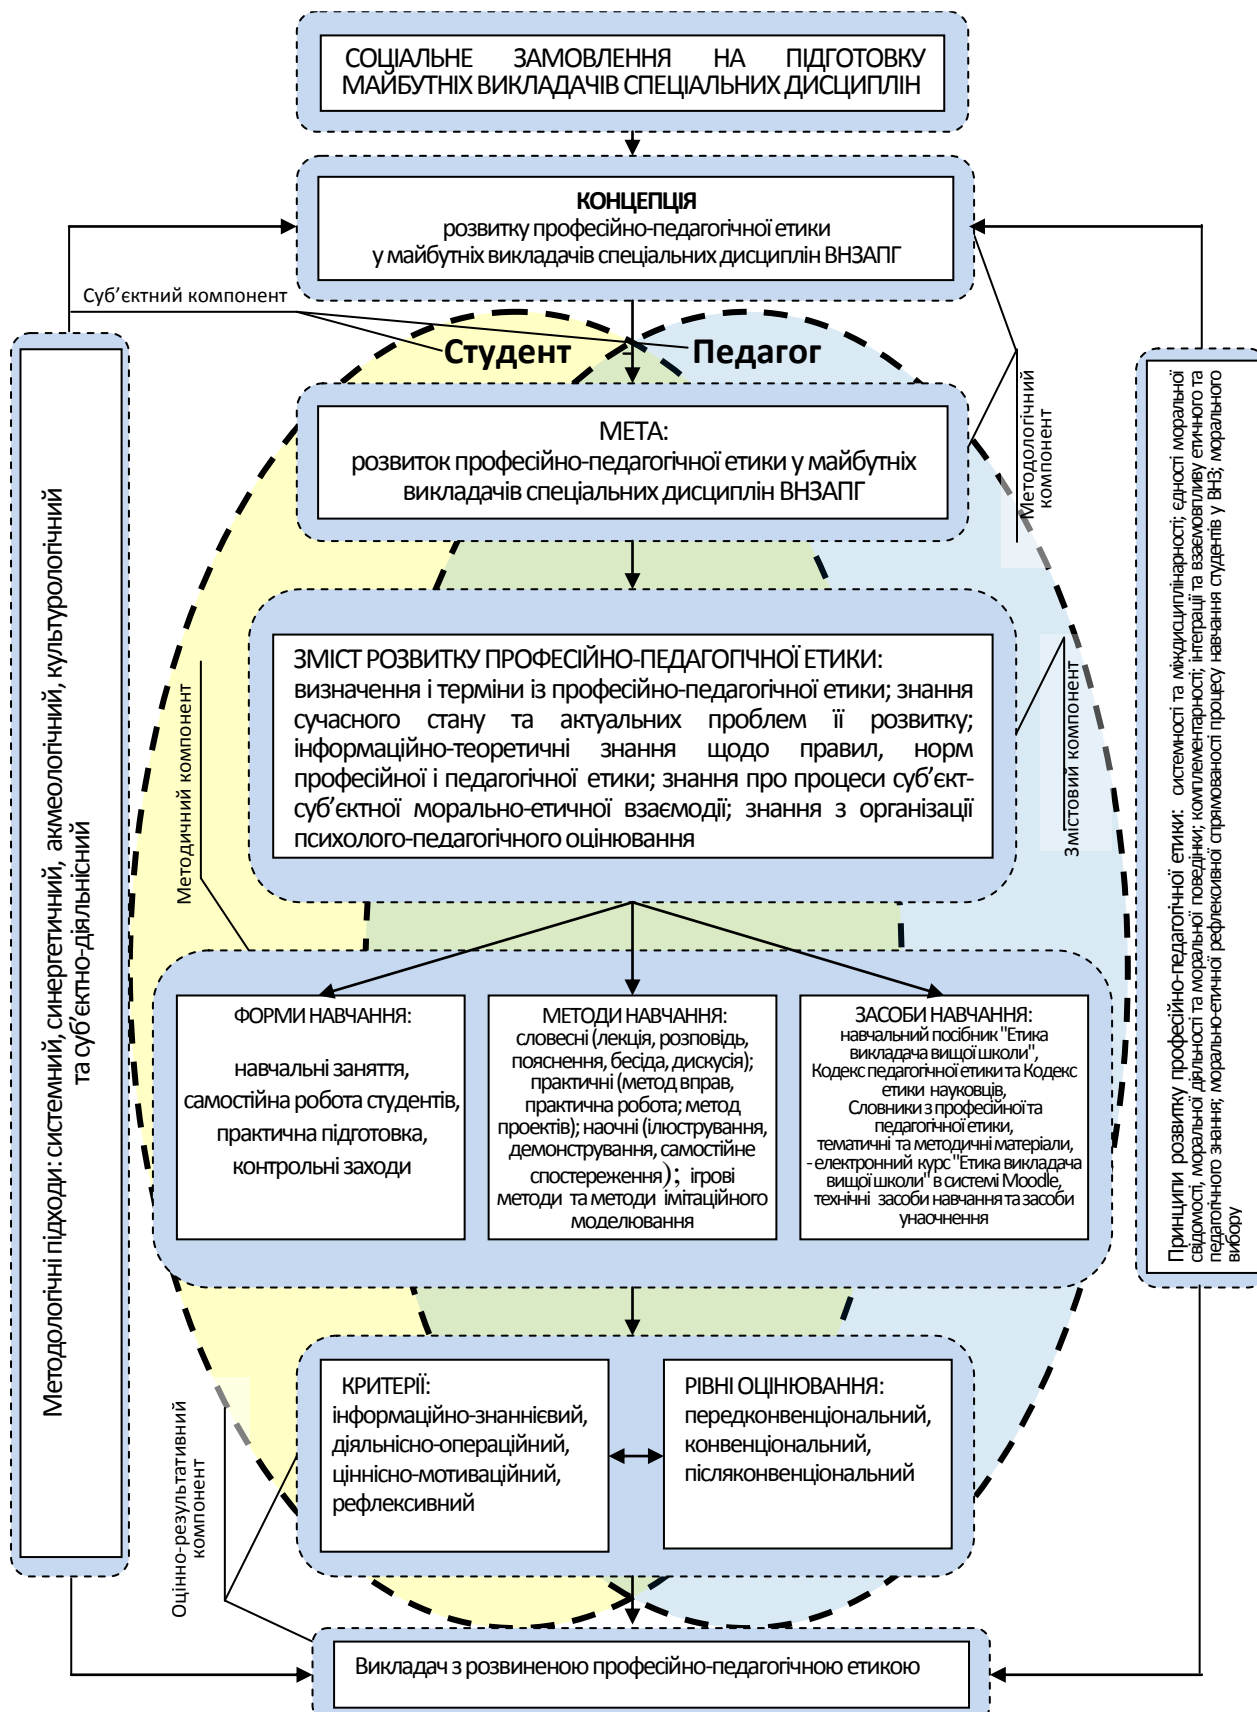 СОЦІАЛЬНЕ ЗАМОВЛЕННЯ НА ПІДГОТОВКУ
МАЙБУТНІХ ВИКЛАДАЧІВ СПЕЦІАЛЬНИХ ДИСЦИПЛІН
КОНЦЕПЦІЯ
розвитку професійно-педагогічної етики
у майбутніх викладачів спеціальних дисциплін ВНЗАПГ
Суб’єктний компонент
Студент
Педагог
Методологічний
компонент
МЕТА:
розвиток професійно-педагогічної етики у майбутніх
викладачів спеціальних дисциплін ВНЗАПГ
Методологічні підходи: системний, синергетичний, акмеологічний, культурологічний
та суб’єктно-діяльнісний
Принципи розвитку професійно-педагогічної етики: системності та міждисциплінарності; єдності моральної
свідомості, моральної діяльності та моральної поведінки; комплементарності; інтеграції та взаємовпливу етичного та
педагогічного знання; морально-етичної рефлексивної спрямованості процесу навчання студентів у ВНЗ; морального
вибору
Методичний компонент
Змістовий компонент
ЗМІСТ РОЗВИТКУ ПРОФЕСІЙНО-ПЕДАГОГІЧНОЇ ЕТИКИ:
визначення і терміни із професійно-педагогічної етики; знання
сучасного стану та актуальних проблем її розвитку;
інформаційно-теоретичні знання щодо правил, норм
професійної і педагогічної етики; знання про процеси суб’єкт-
суб’єктної морально-етичної взаємодії; знання з організації
психолого-педагогічного оцінювання
ФОРМИ НАВЧАННЯ:
навчальні заняття,
самостійна робота студентів,
практична підготовка,
контрольні заходи
МЕТОДИ НАВЧАННЯ:
словесні (лекція, розповідь,
пояснення, бесіда, дискусія);
практичні (метод вправ,
практична робота; метод
проектів); наочні (ілюстрування,
демонстрування, самостійне
спостереження); ігрові
методи та методи імітаційного
моделювання
ЗАСОБИ НАВЧАННЯ:
навчальний посібник "Етика
викладача вищої школи",
Кодекс педагогічної етики та Кодекс
етики науковців,
Словники з професійної та
педагогічної етики,
тематичні та методичні матеріали,
- електронний курс "Етика викладача
вищої школи" в системі Moodle,
технічні засоби навчання та засоби
унаочнення
КРИТЕРІЇ:
інформаційно-знаннієвий,
діяльнісно-операційний,
ціннісно-мотиваційний,
рефлексивний
РІВНІ ОЦІНЮВАННЯ:
передконвенціональний,
конвенціональний,
післяконвенціональний
Оцінно-результативний
компонент
Викладач з розвиненою професійно-педагогічною етикою